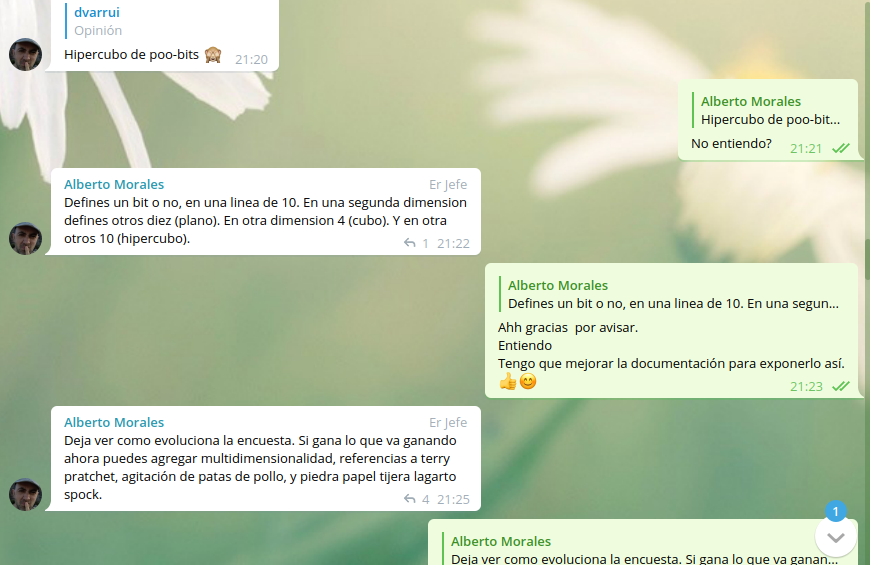 dvarrui
Opinión
Hipercubo de poo-bits 🙈 21:20
Alberto Morales
Hipercubo de poo-bit...
No entiendo? 21:21
Alberto Morales Er Jefe
Defines un bit o no, en una linea de 10. En una segunda dimension
defines otros diez (plano). En otra dimension 4 (cubo). Y en otra
otros 10 (hipercubo). 1 21:22
Alberto Morales
Defines un bit o no, en una linea de 10. En una segun...
Ahh gracias por avisar.
Entiendo
Tengo que mejorar la documentación para exponerlo así.
👍😊 21:23
Alberto Morales Er Jefe
Deja ver como evoluciona la encuesta. Si gana lo que va ganando
ahora puedes agregar multidimensionalidad, referencias a terry
pratchet, agitación de patas de pollo, y piedra papel tijera lagarto
spock. 4 21:25
1
Alberto Morales
Deja ver como evoluciona la encuesta. Si gana lo que va ganan...